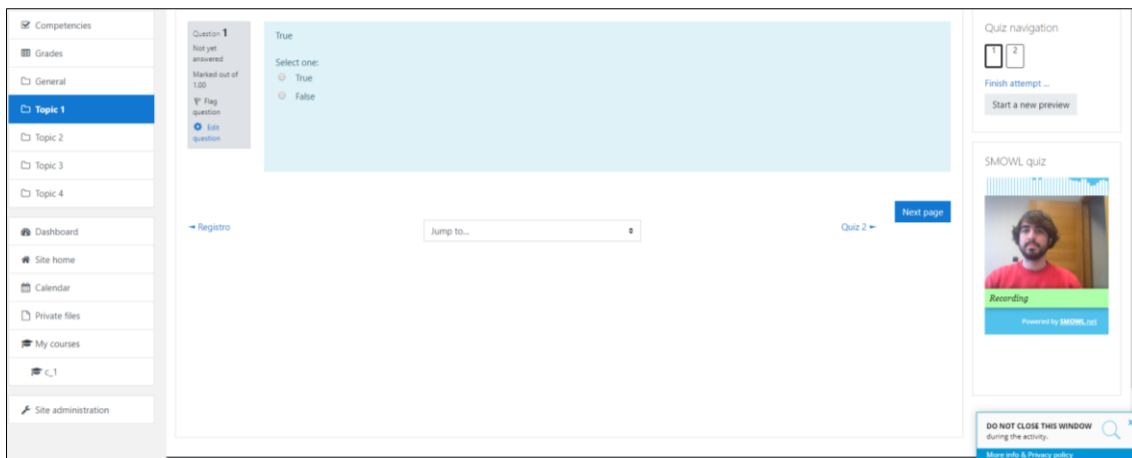 Competencies
Grades
General
Topic 1
Topic 2
Topic 3
Topic 4
Dashboard
Site home
Calendar
Private files
My courses
c_1
Site administration
Question 1
Not yet
answered
Marked out of
1.00
Flag
question
Edit
question
True
Select one:
True
False
Next page
◄ Registro
Jump to...
Quiz 2 ►
Quiz navigation
1 2
Finish attempt ...
Start a new preview
SMOWL quiz
Recording
Powered by SMOWL.net
DO NOT CLOSE THIS WINDOW
during the activity.
x
More info & Privacy policy